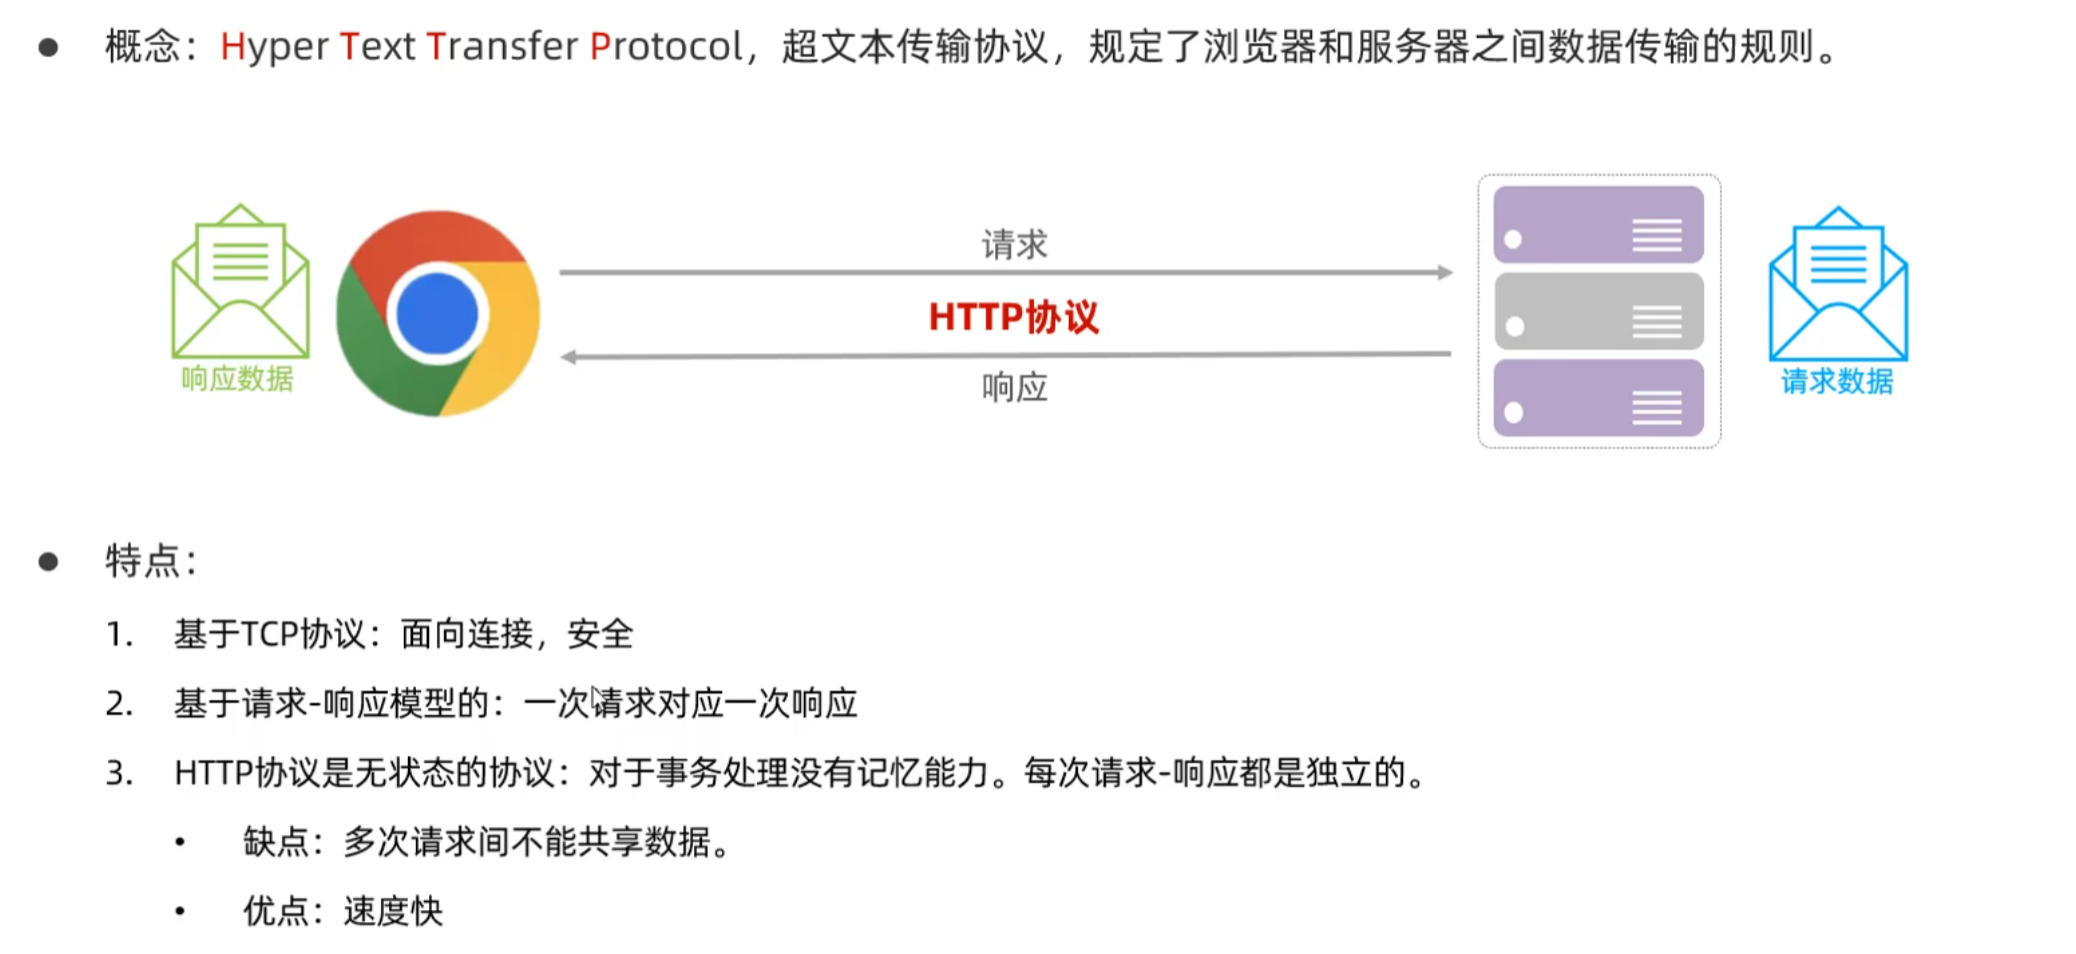 ● 概念：Hyper Text Transfer Protocol，超文本传输协议，规定了浏览器和服务器之间数据传输的规则。
请求
HTTP协议
响应
响应数据
请求数据
● 特点：
1. 基于TCP协议：面向连接，安全
2. 基于请求-响应模型的：一次请求对应一次响应
3. HTTP协议是无状态的协议：对于事务处理没有记忆能力。每次请求-响应都是独立的。
• 缺点：多次请求间不能共享数据。
• 优点：速度快